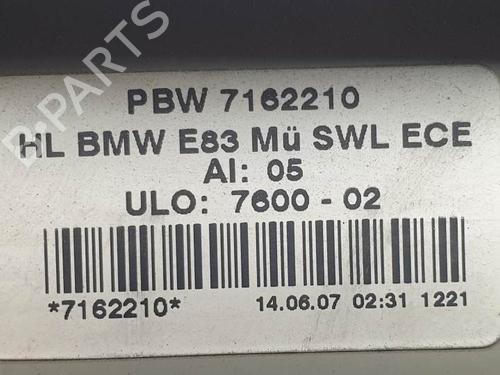 PBW 7162210
HL BMW E83 Mü SWL ECE
AI: 05
ULO: 7600 - 02
*7162210*
14.06.07 02:31 1221
B-PARTS